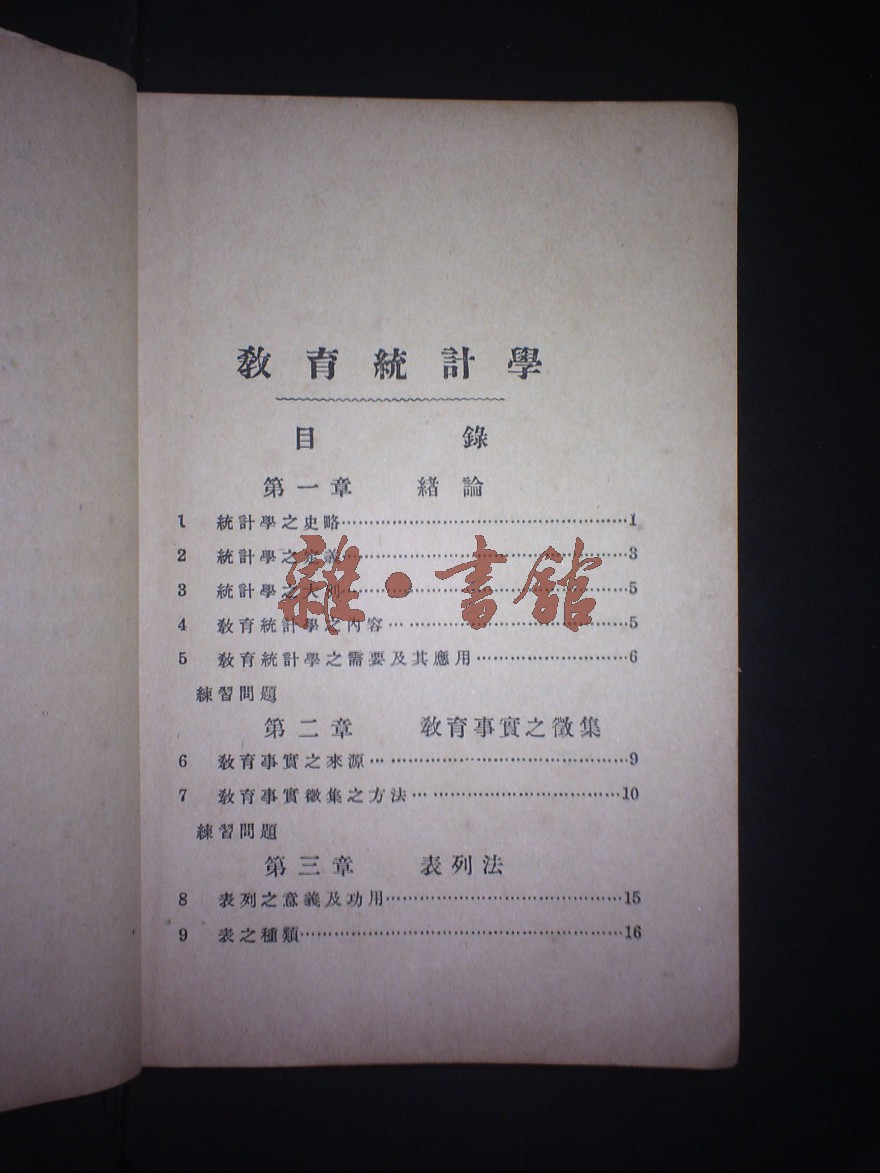 教育統計學
目錄
第一章 緒論
1 統計學之史略…………………………1
2 統計學之定義…………………………3
3 統計學之大別…………………………5
4 教育統計學之內容……………………5
5 教育統計學之需要及其應用…………6
練習問題
第二章 教育事實之徵集
6 教育事實之來源………………………9
7 教育事實徵集之方法…………………10
練習問題
第三章 表列法
8 表列之意義及功用……………………15
9 表之種類………………………………16
雜·書館